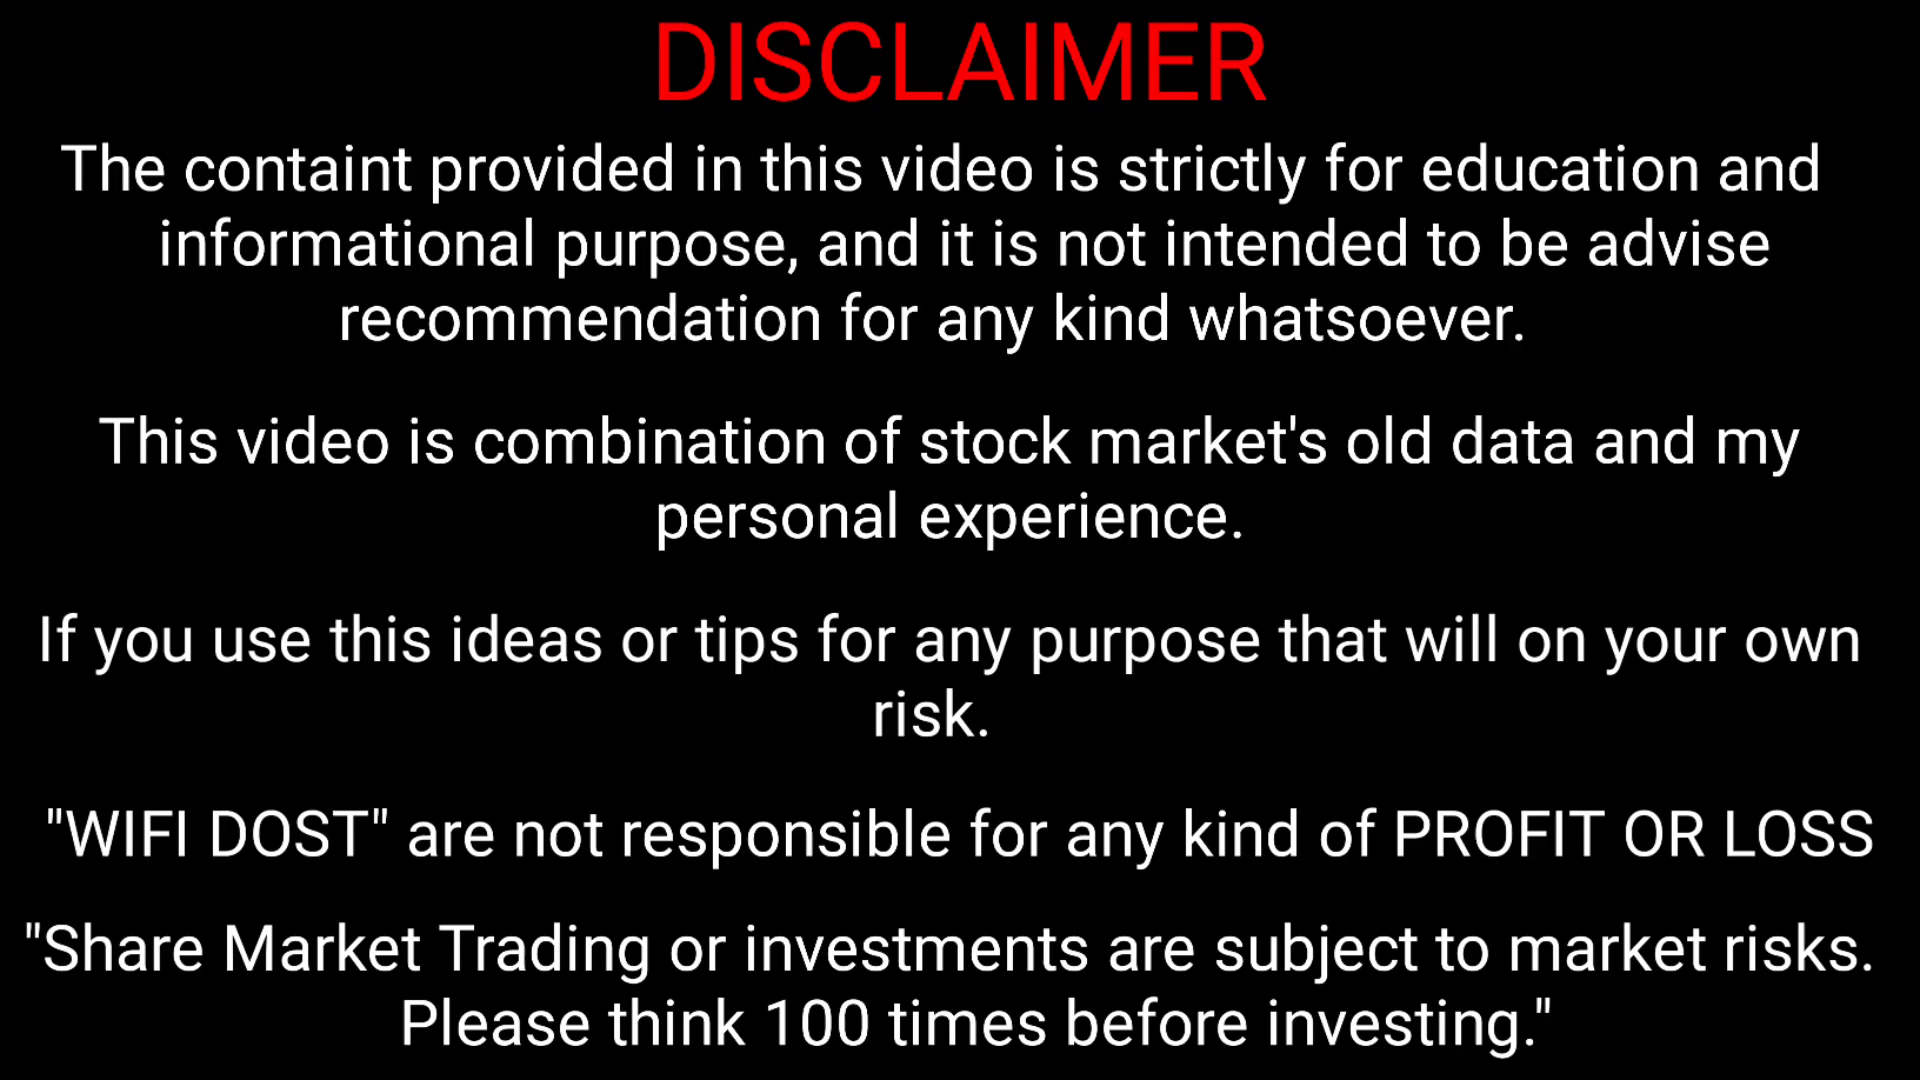 DISCLAIMER
The containt provided in this video is strictly for education and
informational purpose, and it is not intended to be advise
recommendation for any kind whatsoever.
This video is combination of stock market's old data and my
personal experience.
If you use this ideas or tips for any purpose that will on your own
risk.
"WIFI DOST" are not responsible for any kind of PROFIT OR LOSS
"Share Market Trading or investments are subject to market risks.
Please think 100 times before investing."